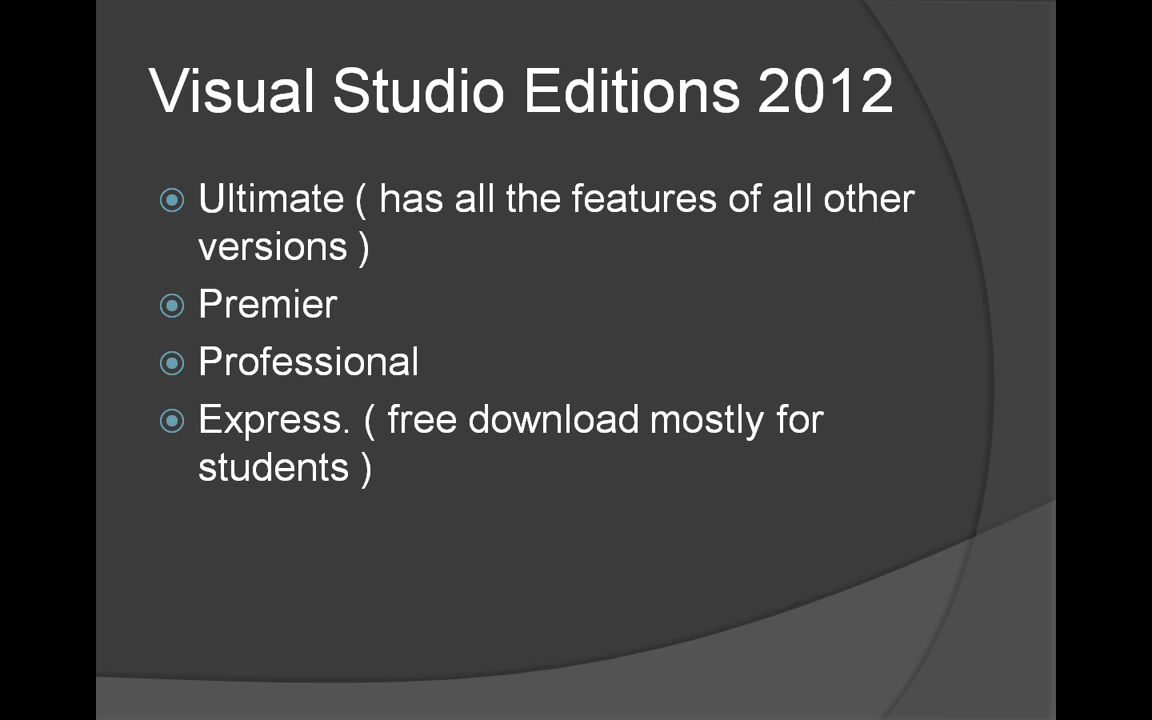 Visual Studio Editions 2012
Ultimate ( has all the features of all other
versions )
Premier
Professional
Express. ( free download mostly for
students )